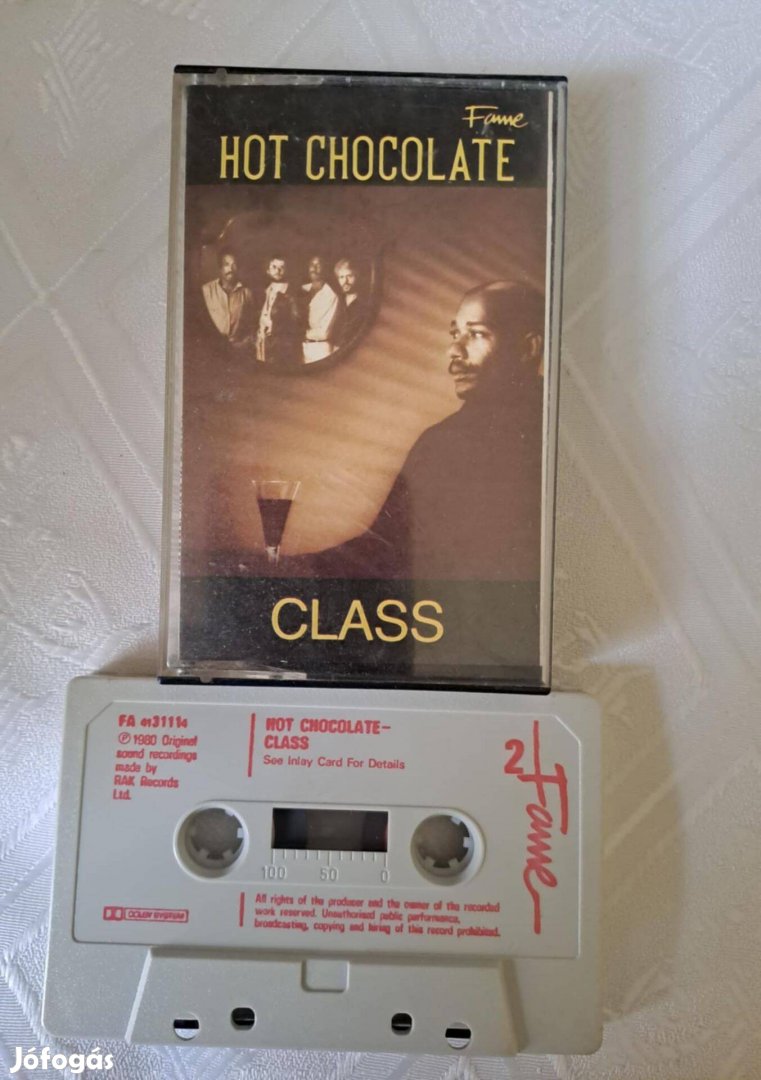 Fame
HOT CHOCOLATE
CLASS
FA 4131114
℗ 1980 Original
sound recordings
made by
RAK Records
Ltd.
HOT CHOCOLATE-
CLASS
See Inlay Card For Details
2
Fame
100 50 0
DOLBY SYSTEM
All rights of the producer and the owner of the recorded
work reserved. Unauthorised public performance,
broadcasting, copying and hiring of this record prohibited.
Jófogás